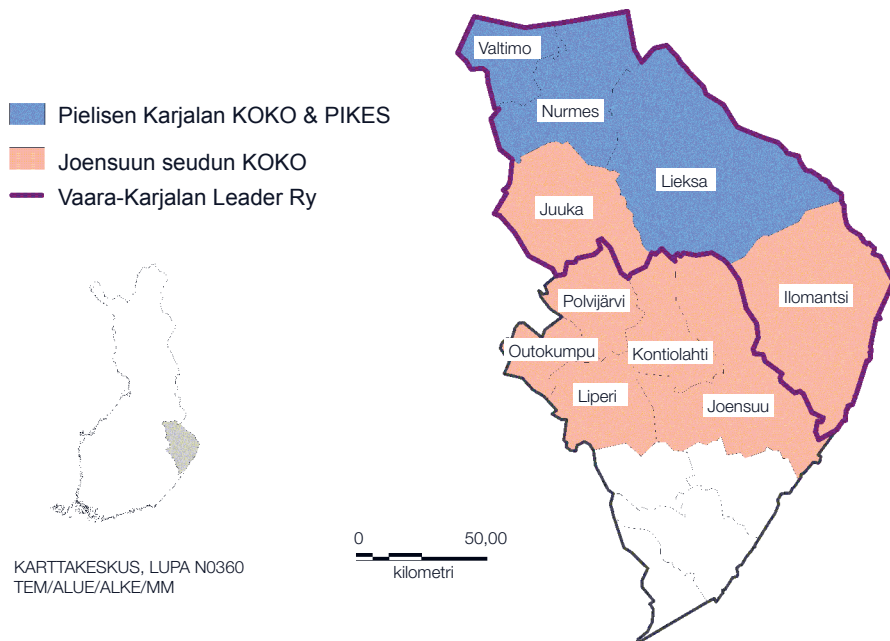 Pielisen Karjalan KOKO & PIKES
Joensuun seudun KOKO
Vaara-Karjalan Leader Ry
Valtimo
Nurmes
Lieksa
Juuka
Ilomantsi
Polvijärvi
Outokumpu
Kontiolahti
Liperi
Joensuu
0 50,00
kilometri
KARTTAKESKUS, LUPA N0360
TEM/ALUE/ALKE/MM